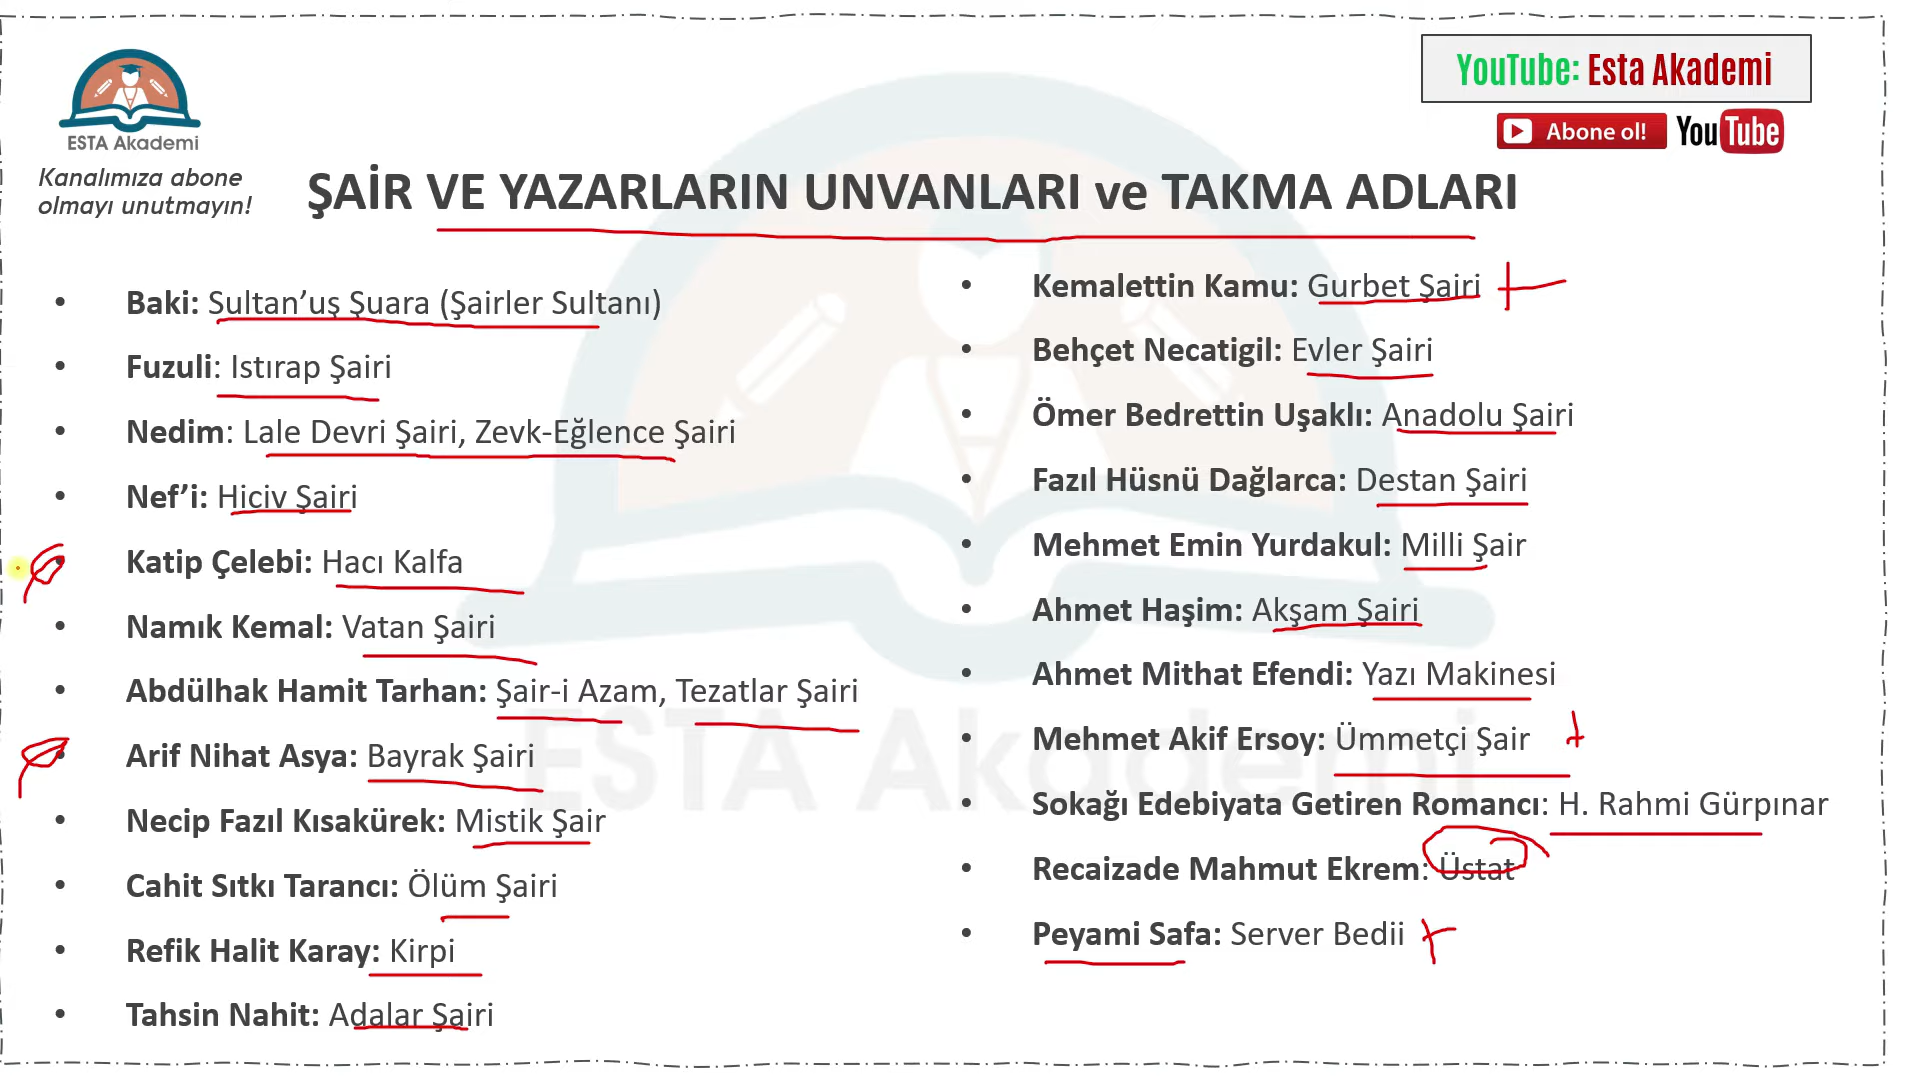 ESTA Akademi
Kanalımıza abone
olmayı unutmayın!
YouTube: Esta Akademi
Abone ol! YouTube
ŞAİR VE YAZARLARIN UNVANLARI ve TAKMA ADLARI
• Baki: Sultan’uş Şuara (Şairler Sultanı)
• Fuzuli: Istırap Şairi
• Nedim: Lale Devri Şairi, Zevk-Eğlence Şairi
• Nef’i: Hiciv Şairi
• Katip Çelebi: Hacı Kalfa
• Namık Kemal: Vatan Şairi
• Abdülhak Hamit Tarhan: Şair-i Azam, Tezatlar Şairi
• Arif Nihat Asya: Bayrak Şairi
• Necip Fazıl Kısakürek: Mistik Şair
• Cahit Sıtkı Tarancı: Ölüm Şairi
• Refik Halit Karay: Kirpi
• Tahsin Nahit: Adalar Şairi
• Kemalettin Kamu: Gurbet Şairi
• Behçet Necatigil: Evler Şairi
• Ömer Bedrettin Uşaklı: Anadolu Şairi
• Fazıl Hüsnü Dağlarca: Destan Şairi
• Mehmet Emin Yurdakul: Milli Şair
• Ahmet Haşim: Akşam Şairi
• Ahmet Mithat Efendi: Yazı Makinesi
• Mehmet Akif Ersoy: Ümmetçi Şair
• Sokağı Edebiyata Getiren Romancı: H. Rahmi Gürpınar
• Recaizade Mahmut Ekrem: Üstat
• Peyami Safa: Server Bedii
ESTA Akademi